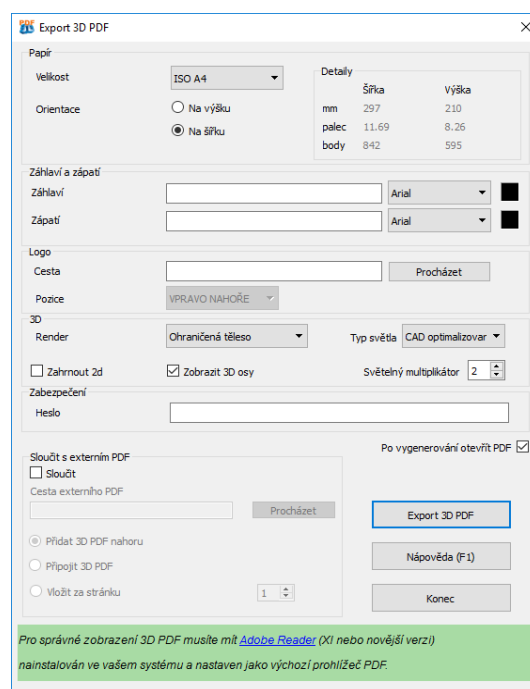 PDF Export 3D PDF
Papír
Velikost ISO A4
Detaily
Šířka Výška
Orientace Na výšku
mm 297 210
Na šířku
palec 11.69 8.26
body 842 595
Záhlaví a zápatí
Záhlaví Arial
Zápatí Arial
Logo
Cesta Procházet
Pozice VPRAVO NAHOŘE
3D
Render Ohraničená těleso Typ světla CAD optimalizovar
Zahrnout 2d Zobrazit 3D osy Světelný multiplikátor 2
Zabezpečení
Heslo
Po vygenerování otevřít PDF
Sloučit s externím PDF
Sloučit
Cesta externího PDF
Procházet
Export 3D PDF
Přidat 3D PDF nahoru
Připojit 3D PDF
Nápověda (F1)
Vložit za stránku 1
Konec
Pro správné zobrazení 3D PDF musíte mít Adobe Reader (XI nebo novější verzi)
nainstalován ve vašem systému a nastaven jako výchozí prohlížeč PDF.